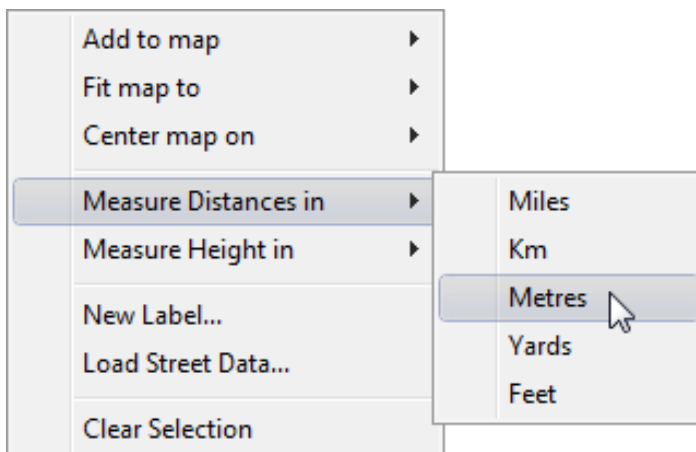 Add to map
Fit map to
Center map on
Measure Distances in
Measure Height in
New Label...
Load Street Data...
Clear Selection
Miles
Km
Metres
Yards
Feet